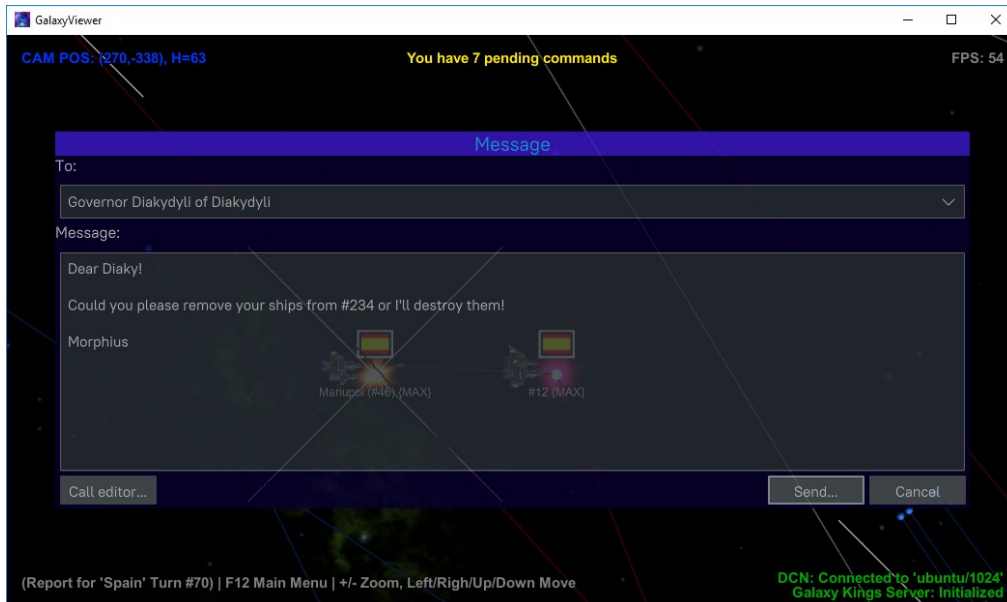 GalaxyViewer
CAM POS: (270,-338), H=63
You have 7 pending commands
FPS: 54
Message
To:
Governor Diakydyli of Diakydyli
Message:
Dear Diaky!
Could you please remove your ships from #234 or I'll destroy them!
Morphius
Mariupol (#46) {MAX}
#12 {MAX}
Call editor...
Send...
Cancel
(Report for 'Spain' Turn #70) | F12 Main Menu | +/- Zoom, Left/Righ/Up/Down Move
DCN: Connected to 'ubuntu/1024'
Galaxy Kings Server: Initialized